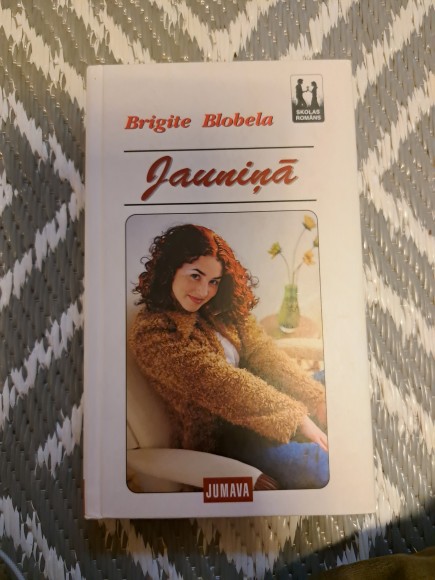 Brigite Blobela
SKOLAS
ROMĀNS
Jauniņā
JUMAVA